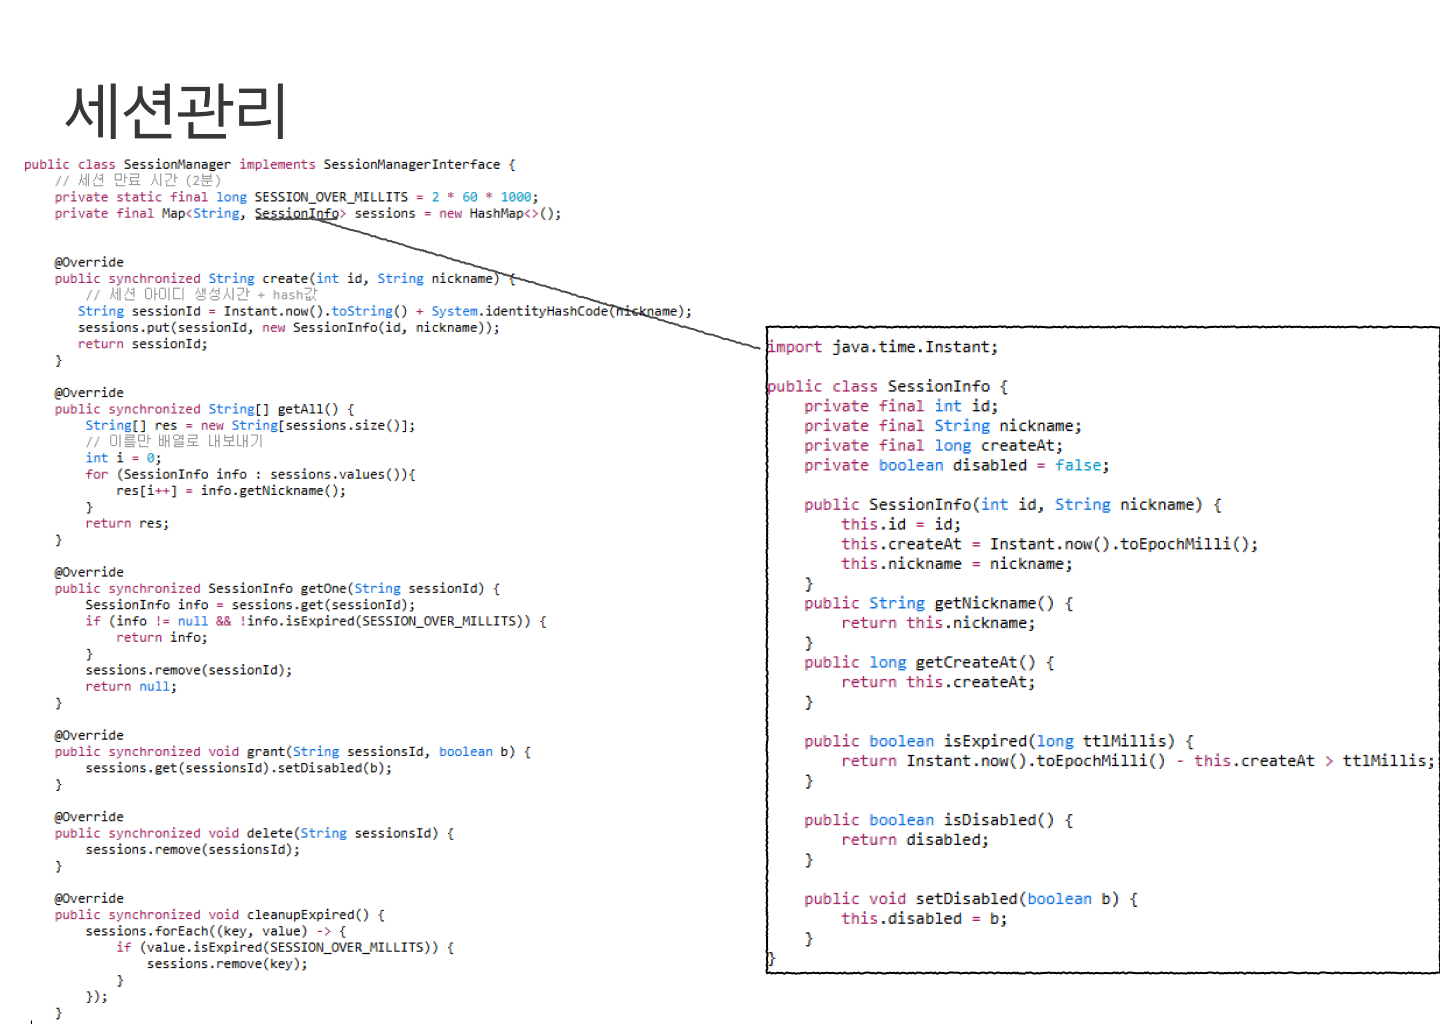 세션관리
public class SessionManager implements SessionManagerInterface {
// 세션 만료 시간 (2분)
private static final long SESSION_OVER_MILLITS = 2 * 60 * 1000;
private final Map<String, SessionInfo> sessions = new HashMap<>();
@Override
public synchronized String create(int id, String nickname) {
// 세션 아이디 생성시간 + hash값
String sessionId = Instant.now().toString() + System.identityHashCode(nickname);
sessions.put(sessionId, new SessionInfo(id, nickname));
return sessionId;
}
@Override
public synchronized String[] getAll() {
String[] res = new String[sessions.size()];
// 이름만 배열로 내보내기
int i = 0;
for (SessionInfo info : sessions.values()){
res[i++] = info.getNickname();
}
return res;
}
@Override
public synchronized SessionInfo getOne(String sessionId) {
SessionInfo info = sessions.get(sessionId);
if (info != null && !info.isExpired(SESSION_OVER_MILLITS)) {
return info;
}
sessions.remove(sessionId);
return null;
}
@Override
public synchronized void grant(String sessionsId, boolean b) {
sessions.get(sessionsId).setDisabled(b);
}
@Override
public synchronized void delete(String sessionsId) {
sessions.remove(sessionsId);
}
@Override
public synchronized void cleanupExpired() {
sessions.forEach((key, value) -> {
if (value.isExpired(SESSION_OVER_MILLITS)) {
sessions.remove(key);
}
});
}
import java.time.Instant;
public class SessionInfo {
private final int id;
private final String nickname;
private final long createAt;
private boolean disabled = false;
public SessionInfo(int id, String nickname) {
this.id = id;
this.createAt = Instant.now().toEpochMilli();
this.nickname = nickname;
}
public String getNickname() {
return this.nickname;
}
public long getCreateAt() {
return this.createAt;
}
public boolean isExpired(long ttlMillis) {
return Instant.now().toEpochMilli() - this.createAt > ttlMillis;
}
public boolean isDisabled() {
return disabled;
}
public void setDisabled(boolean b) {
this.disabled = b;
}
}